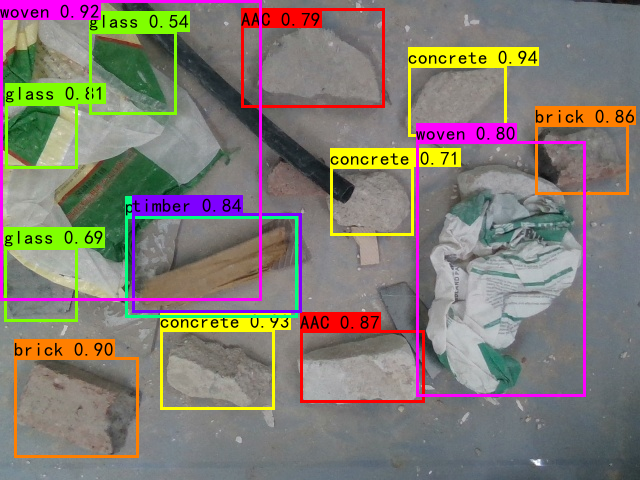 woven 0.92
glass 0.54
AAC 0.79
concrete 0.94
glass 0.81
brick 0.86
woven 0.80
concrete 0.71
timber 0.84
glass 0.69
concrete 0.93
AAC 0.87
brick 0.90